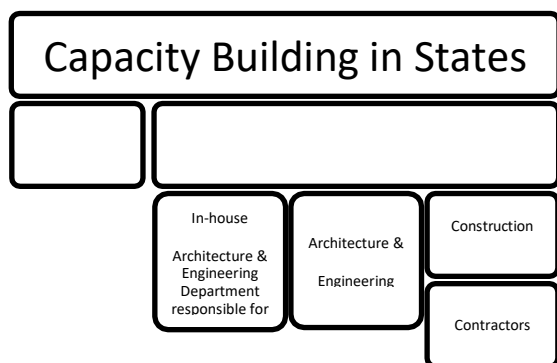 Capacity Building in States
In-house
Architecture &
Engineering
Department
responsible for
Architecture &
Engineering
Construction
Contractors